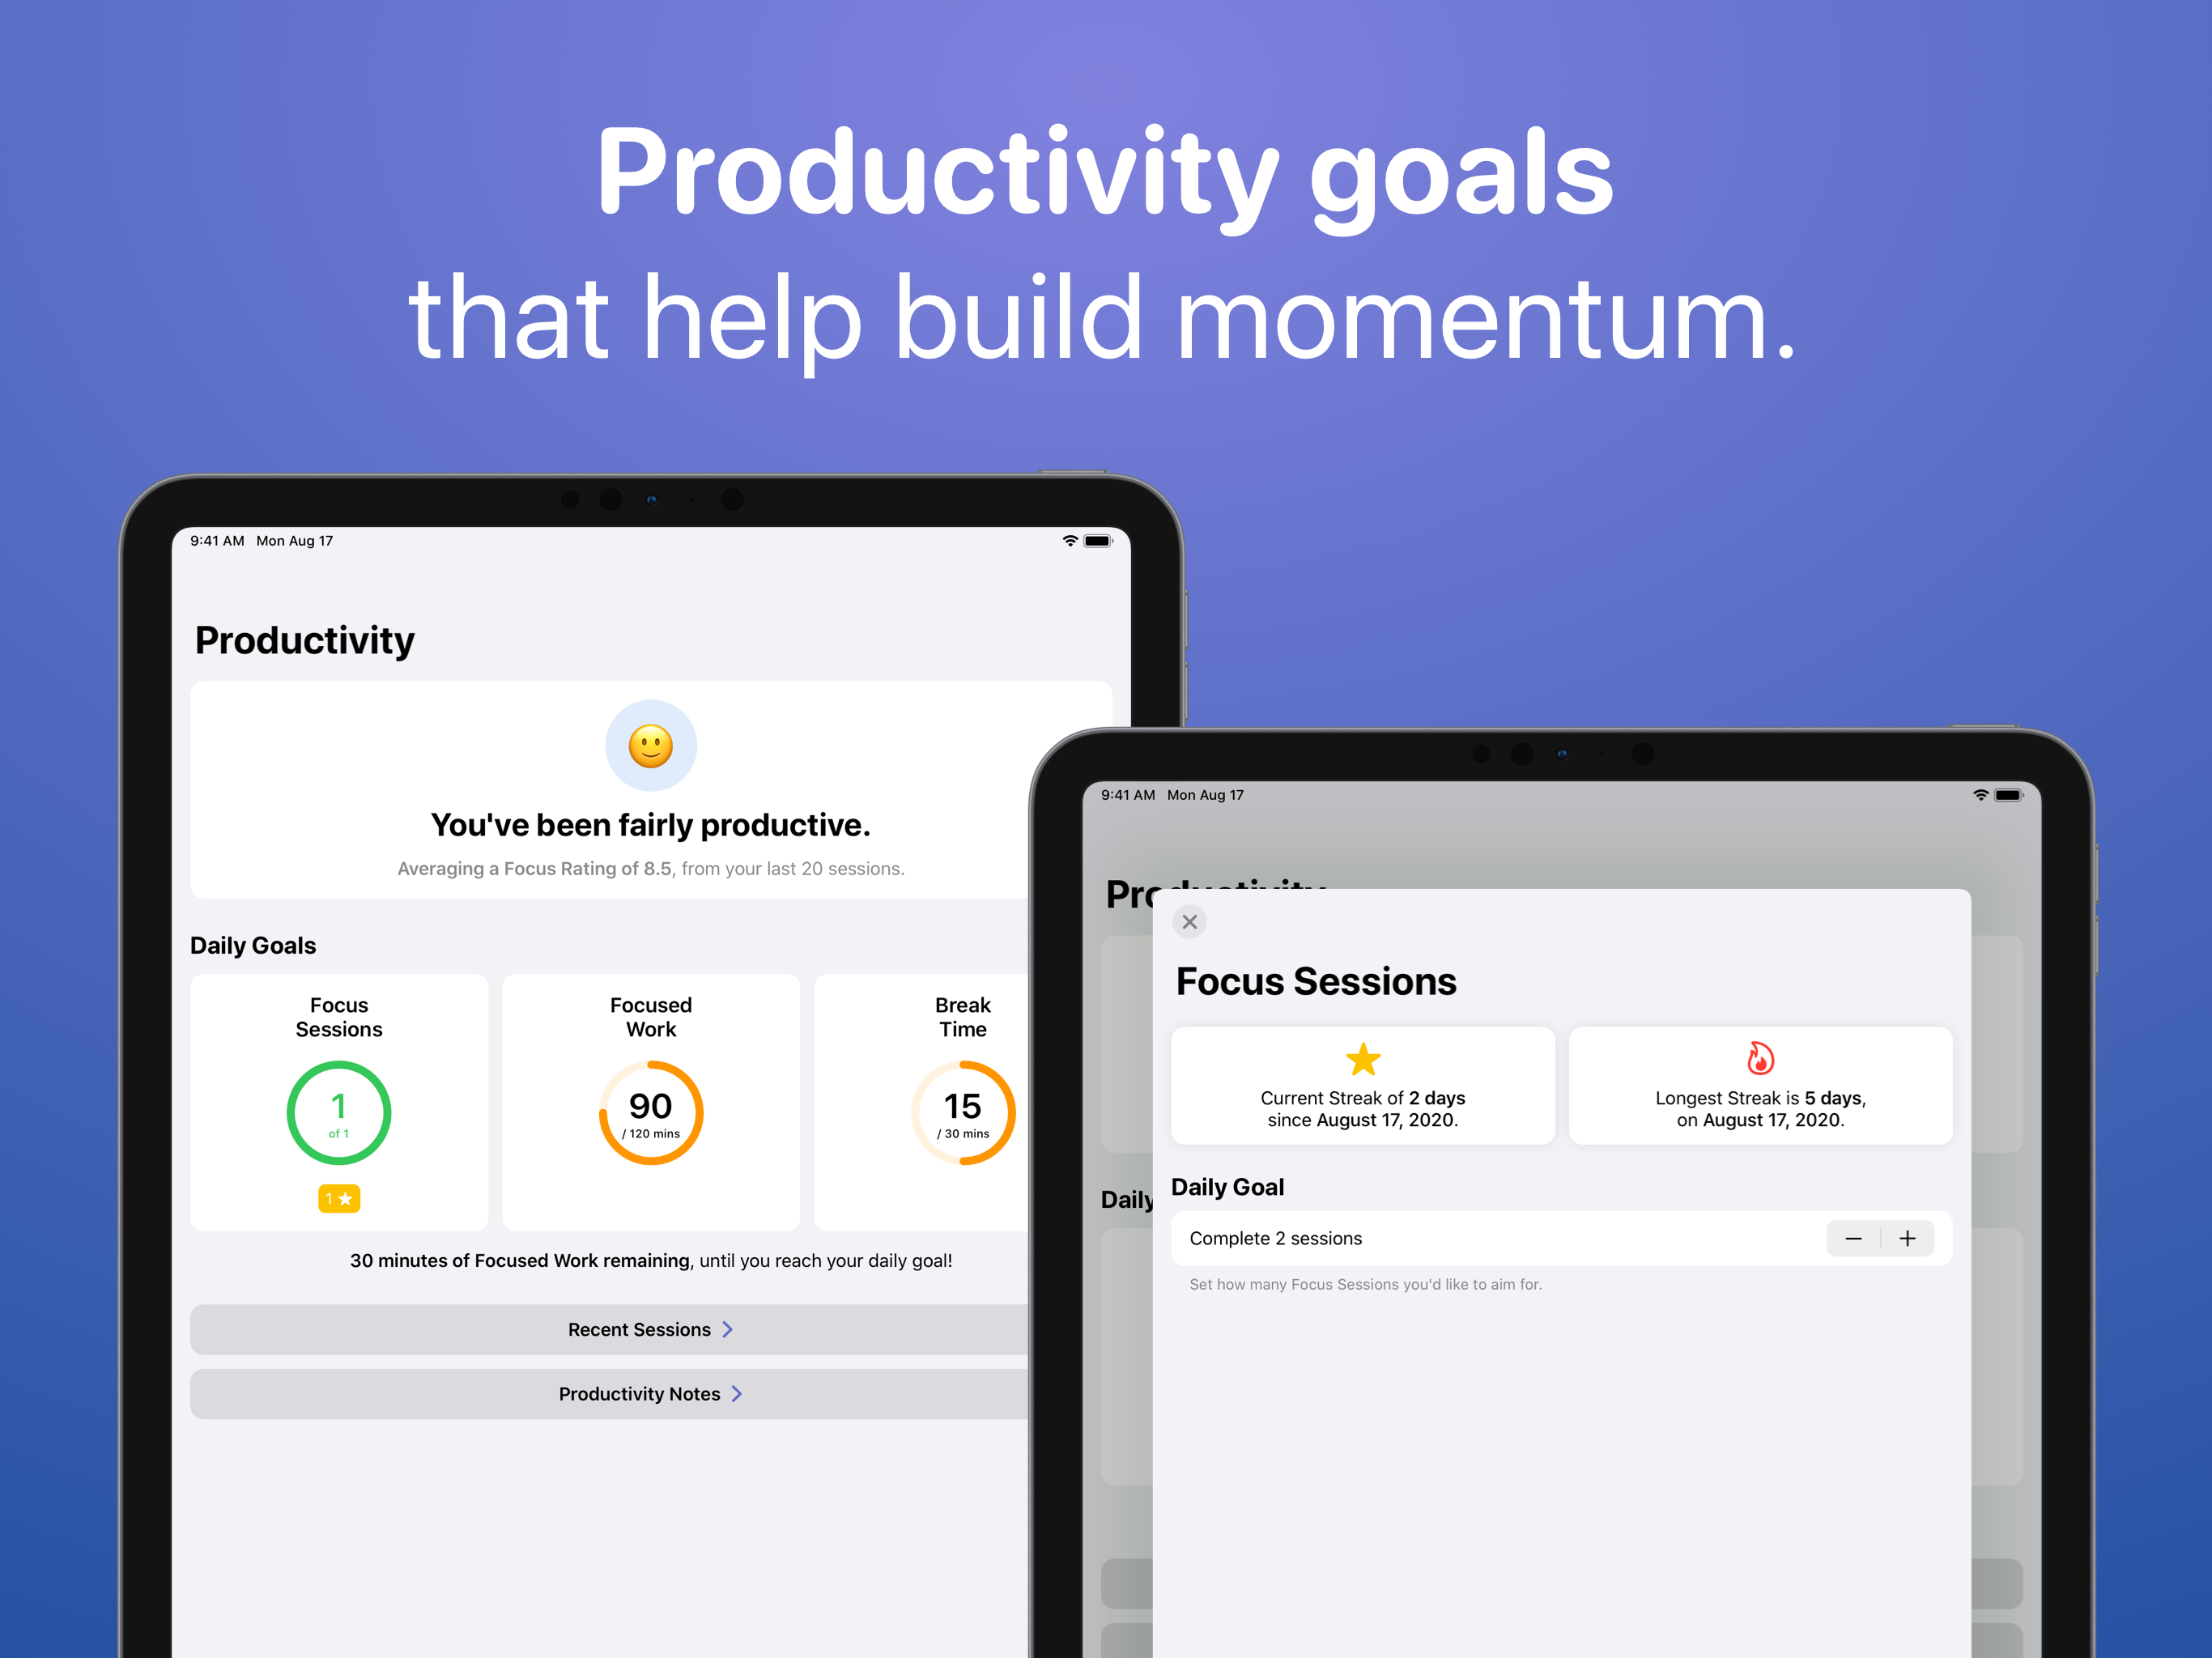 Productivity goals
that help build momentum.
9:41 AM Mon Aug 17
Productivity
You've been fairly productive.
Averaging a Focus Rating of 8.5, from your last 20 sessions.
Daily Goals
Focus
Sessions
1
of 1
1
Focused
Work
90
/ 120 mins
Break
Time
15
/ 30 mins
30 minutes of Focused Work remaining, until you reach your daily goal!
Recent Sessions
Productivity Notes
9:41 AM Mon Aug 17
Productivity
Focus Sessions
Current Streak of 2 days
since August 17, 2020.
Longest Streak is 5 days,
on August 17, 2020.
Daily
Daily Goal
Complete 2 sessions
Set how many Focus Sessions you'd like to aim for.